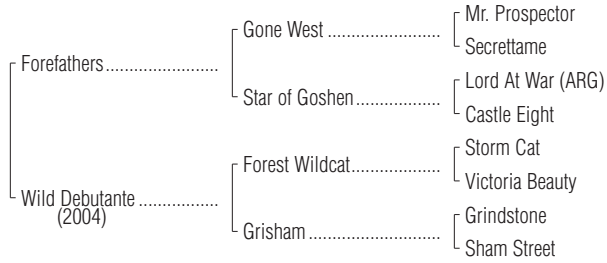 Mr. Prospector
Gone West ..................
Secrettame
Forefathers......................
Lord At War (ARG)
Star of Goshen..............
Castle Eight
Storm Cat
Forest Wildcat...............
Victoria Beauty
Wild Debutante ...............
(2004)
Grindstone
Grisham ......................
Sham Street